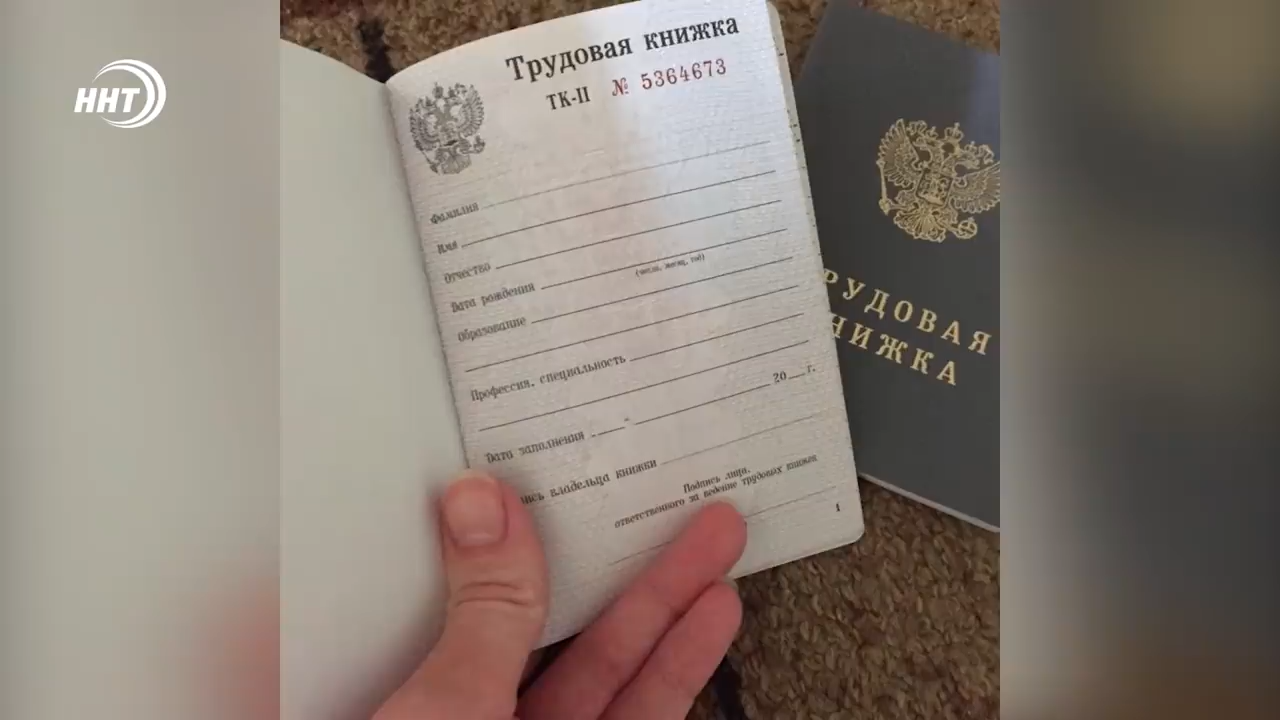 ННТ
Трудовая книжка
ТК-II № 5364673
Фамилия
Имя
Отчество
Дата рождения
(число, месяц, год)
Образование
Профессия, специальность
Дата заполнения " 20 г.
ись владельца книжки
Подпись лица,
ответственного за ведение трудовых книжек
1
РУДОВАЯ
НИЖКА